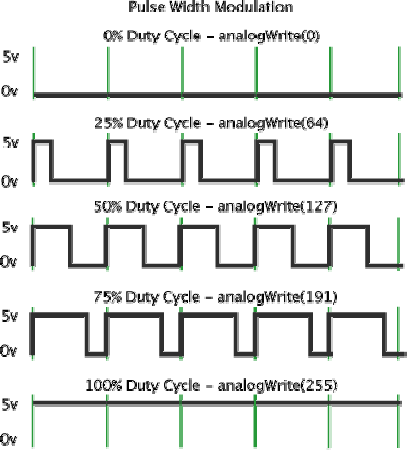 Pulse Width Modulation
0% Duty Cycle – analogWrite(0)
5v
0v
25% Duty Cycle – analogWrite(64)
5v
0v
50% Duty Cycle – analogWrite(127)
5v
0v
75% Duty Cycle – analogWrite(191)
5v
0v
100% Duty Cycle – analogWrite(255)
5v
0v